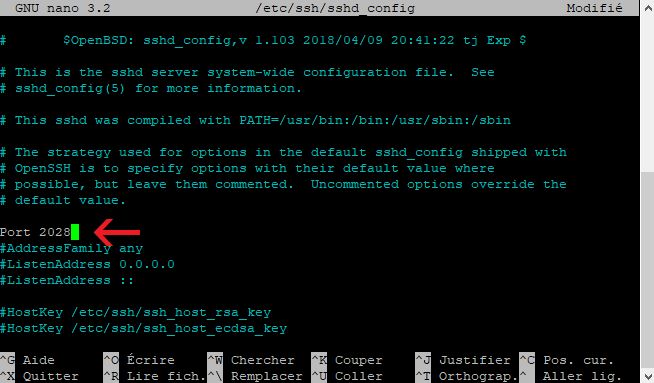 GNU nano 3.2 /etc/ssh/sshd_config Modifié
# $OpenBSD: sshd_config,v 1.103 2018/04/09 20:41:22 tj Exp $
# This is the sshd server system-wide configuration file. See
# sshd_config(5) for more information.
# This sshd was compiled with PATH=/usr/bin:/bin:/usr/sbin:/sbin
# The strategy used for options in the default sshd_config shipped with
# OpenSSH is to specify options with their default value where
# possible, but leave them commented. Uncommented options override the
# default value.
Port 2028
#AddressFamily any
#ListenAddress 0.0.0.0
#ListenAddress ::
#HostKey /etc/ssh/ssh_host_rsa_key
#HostKey /etc/ssh/ssh_host_ecdsa_key
^G Aide ^O Écrire ^W Chercher ^K Couper ^J Justifier ^C Pos. cur.
^X Quitter ^R Lire fich. ^\ Remplacer ^U Coller ^T Orthograp. ^_ Aller lig.